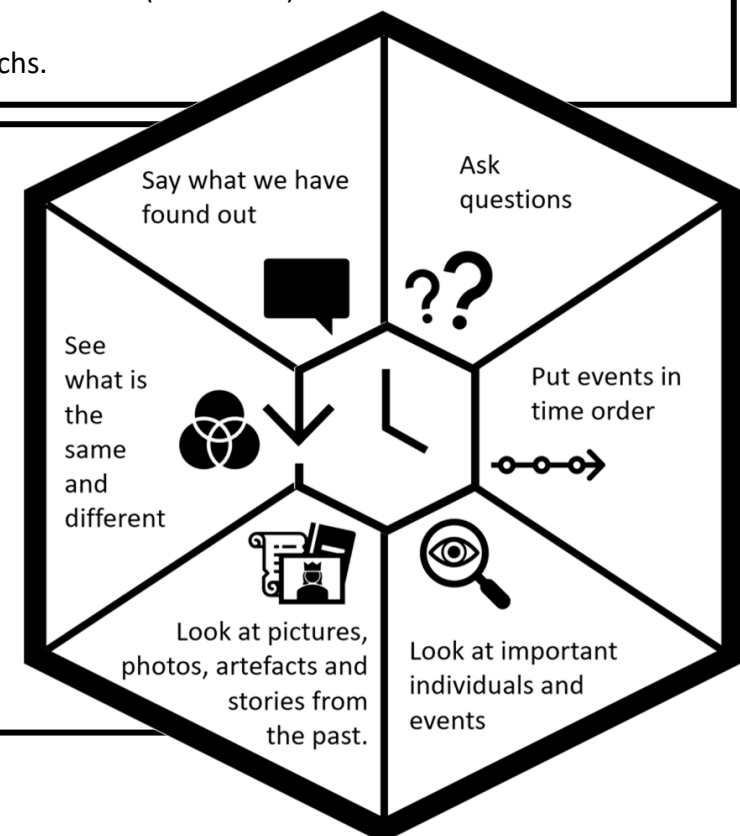 chs.
Say what we have
found out
Ask
questions
??
Put events in
time order
Look at important
individuals and
events
Look at pictures,
photos, artefacts and
stories from
the past.
See
what is
the
same
and
different